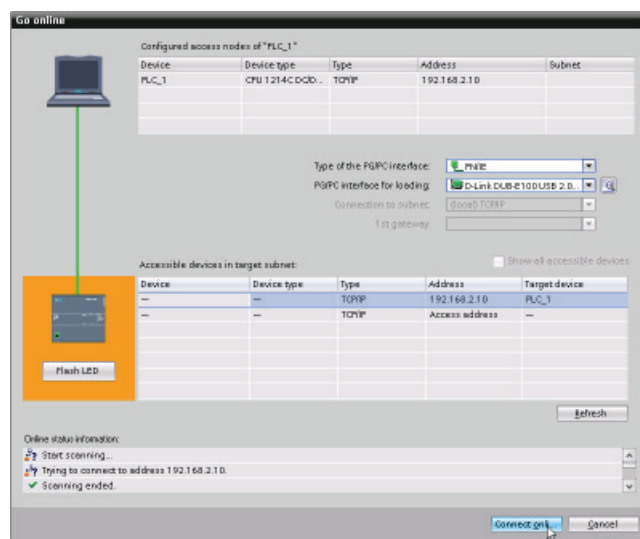 Go online
Configured access nodes of "PLC_1"
Device Device type Type Address Subnet
PLC_1 CPU 1214C DC/D... TCP/IP 192.168.2.10
Type of the PG/PC interface: PN/IE
PG/PC interface for loading: D-Link DUB-E100 USB 2.0...
Connection to subnet: (local) TCP/IP
1st gateway:
Accessible devices in target subnet: Show all accessible devices
Device Device type Type Address Target device
— — TCP/IP 192.168.2.10 PLC_1
— — TCP/IP Access address —
Flash LED
Refresh
Online status information:
Start scanning...
Trying to connect to address 192.168.2.10.
Scanning ended.
Connect onli... Cancel